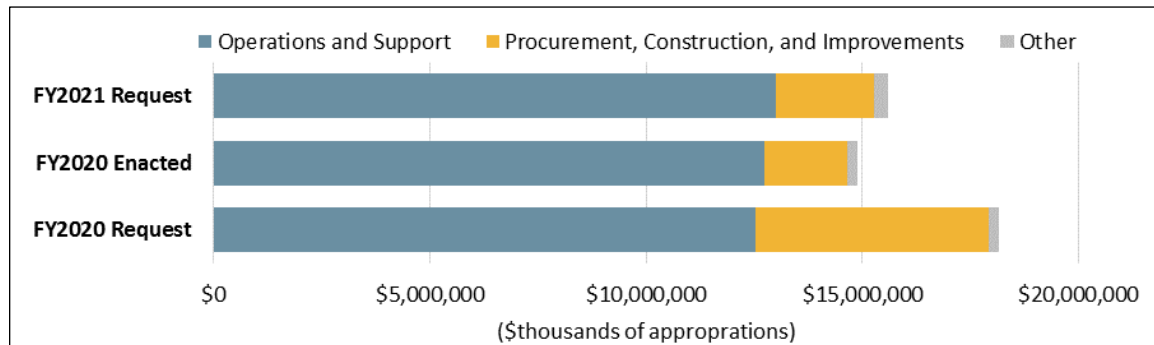 Operations and Support Procurement, Construction, and Improvements Other
FY2021 Request
FY2020 Enacted
FY2020 Request
$0 $5,000,000 $10,000,000 $15,000,000 $20,000,000
($thousands of approprations)